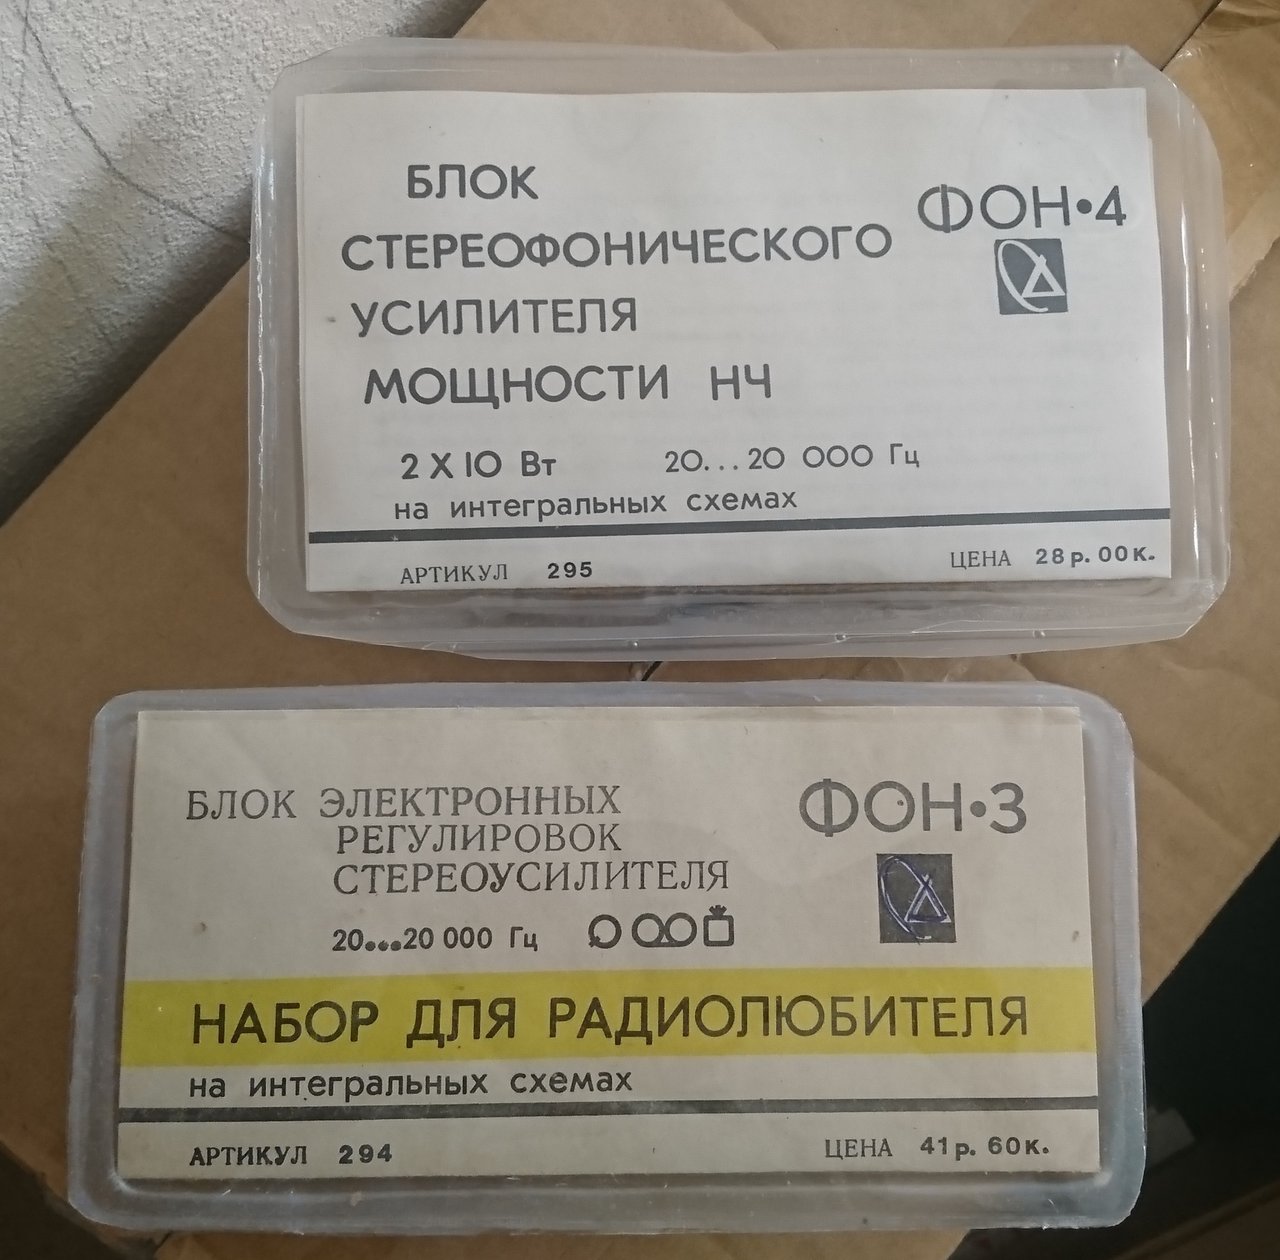 БЛОК
СТЕРЕОФОНИЧЕСКОГО
УСИЛИТЕЛЯ
МОЩНОСТИ НЧ
ФОН•4
2 X 10 Вт 20...20 000 Гц
на интегральных схемах
АРТИКУЛ 295 ЦЕНА 28 р. 00 к.
БЛОК ЭЛЕКТРОННЫХ
РЕГУЛИРОВОК
СТЕРЕОУСИЛИТЕЛЯ
ФОН•3
20...20 000 Гц
НАБОР ДЛЯ РАДИОЛЮБИТЕЛЯ
на интегральных схемах
АРТИКУЛ 294 ЦЕНА 41 р. 60 к.